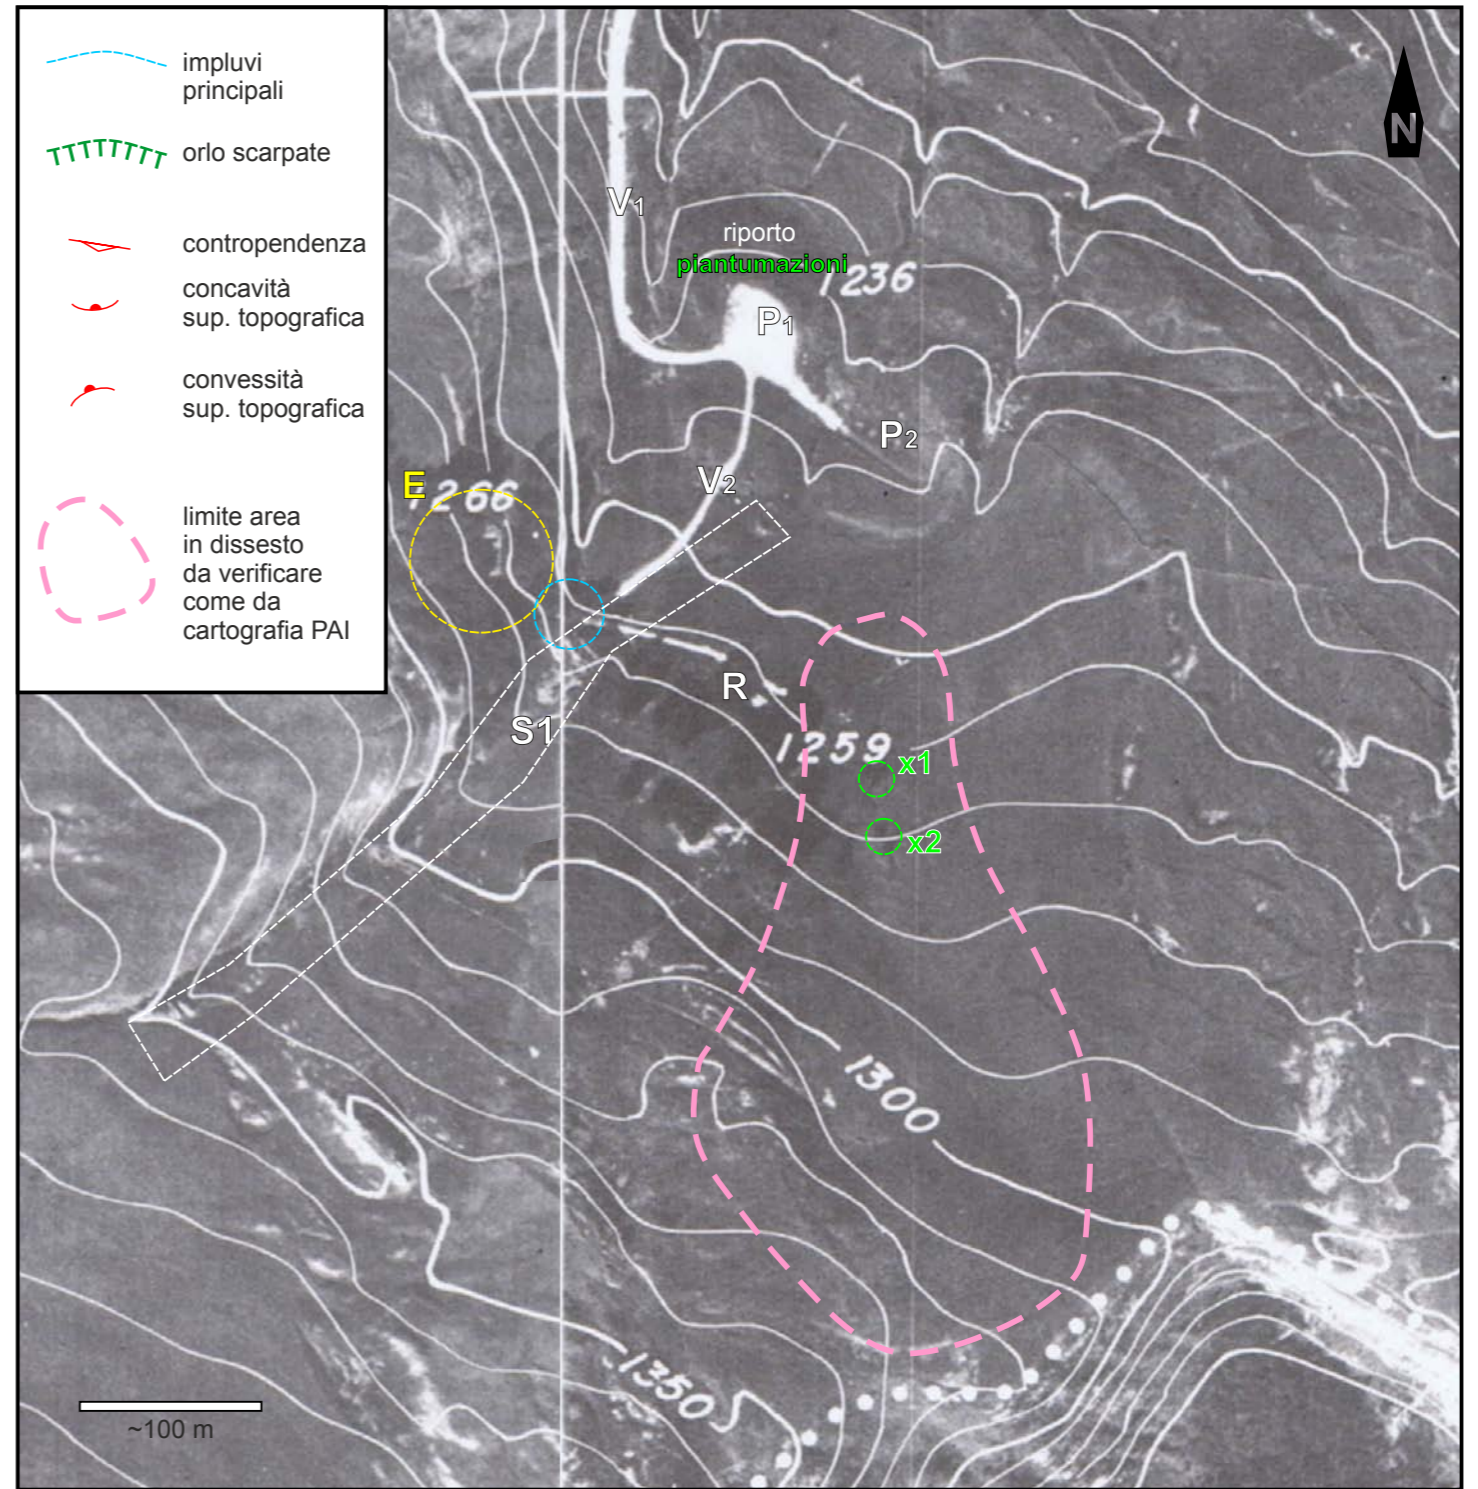 impluvi
principali
orlo scarpate
contropendenza
concavità
sup. topografica
convessità
sup. topografica
limite area
in dissesto
da verificare
come da
cartografia PAI
N
V1
riporto
piantumazioni
1236
P1
P2
E
1266
V2
R
S1
1259
x1
x2
1300
1350
~100 m